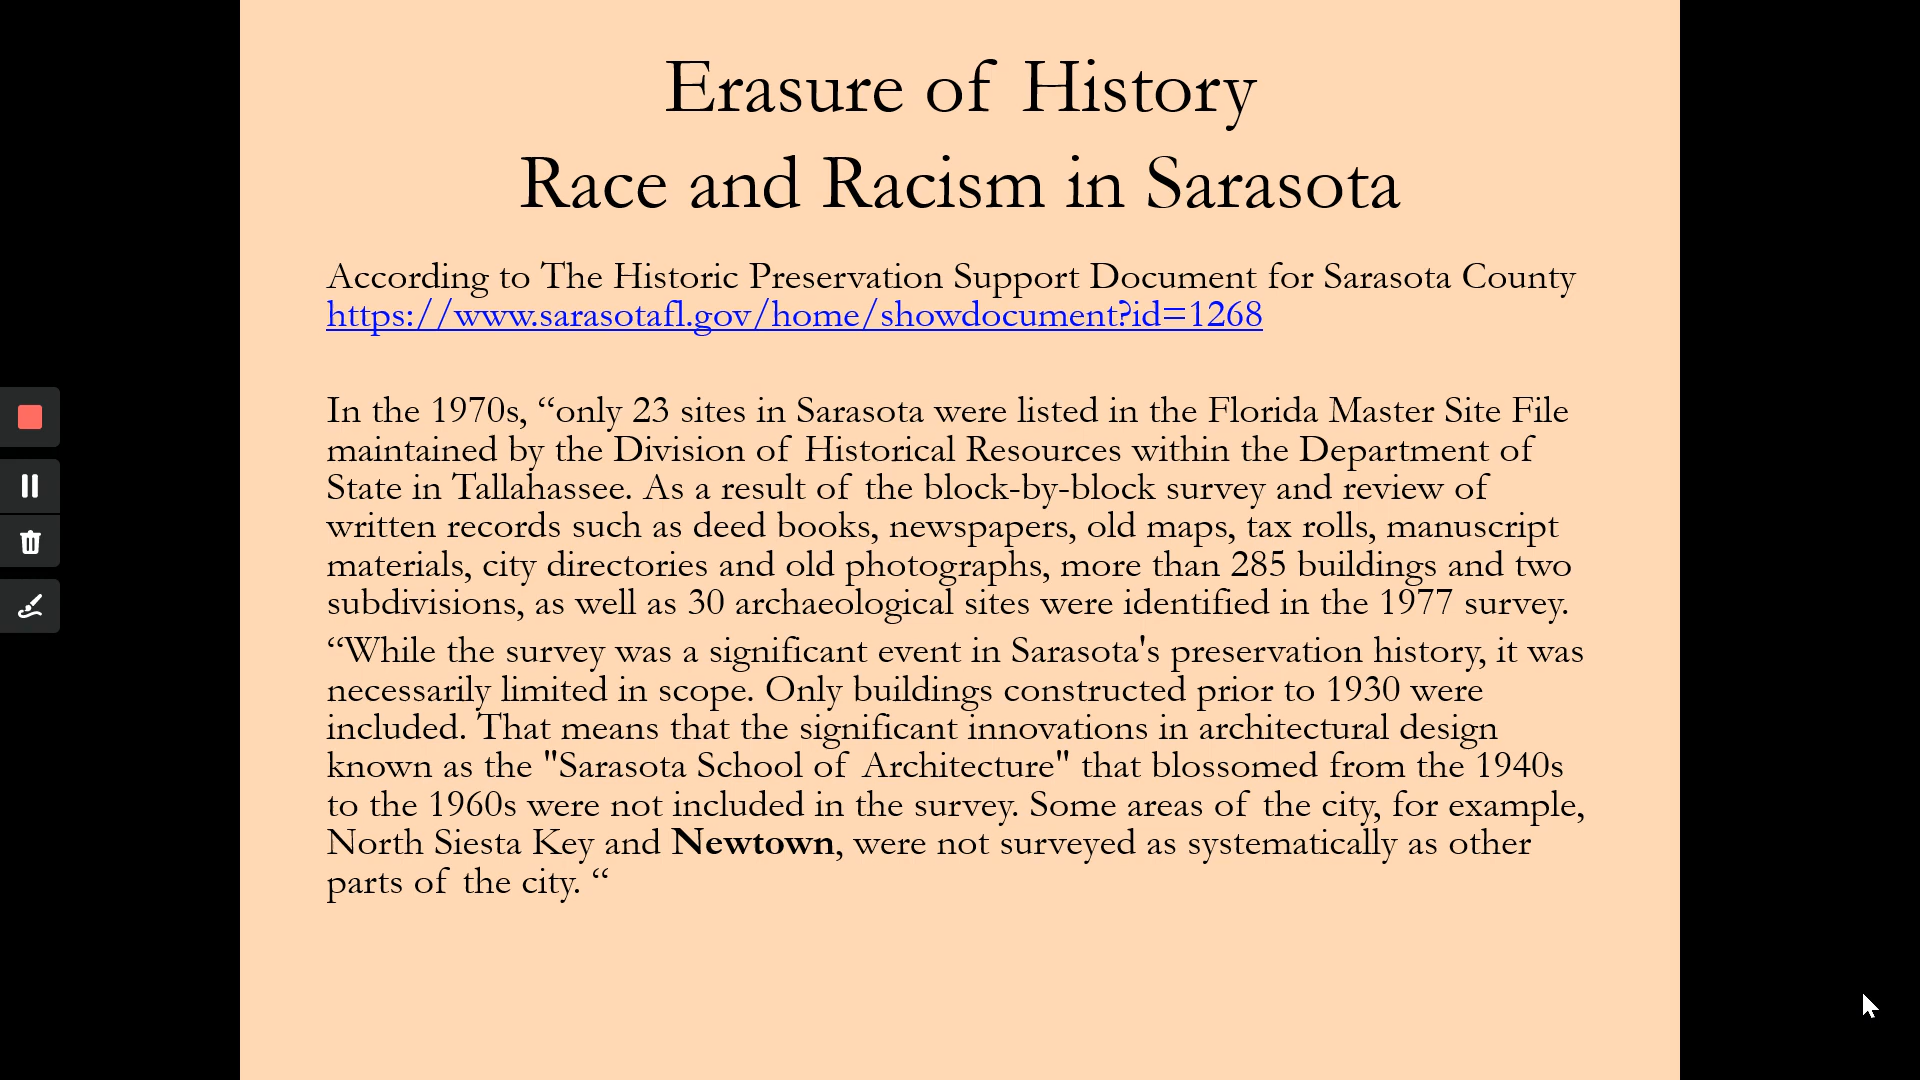 Erasure of History
Race and Racism in Sarasota
According to The Historic Preservation Support Document for Sarasota County
https://www.sarasotafl.gov/home/showdocument?id=1268
In the 1970s, “only 23 sites in Sarasota were listed in the Florida Master Site File
maintained by the Division of Historical Resources within the Department of
State in Tallahassee. As a result of the block-by-block survey and review of
written records such as deed books, newspapers, old maps, tax rolls, manuscript
materials, city directories and old photographs, more than 285 buildings and two
subdivisions, as well as 30 archaeological sites were identified in the 1977 survey.
“While the survey was a significant event in Sarasota's preservation history, it was
necessarily limited in scope. Only buildings constructed prior to 1930 were
included. That means that the significant innovations in architectural design
known as the "Sarasota School of Architecture" that blossomed from the 1940s
to the 1960s were not included in the survey. Some areas of the city, for example,
North Siesta Key and Newtown, were not surveyed as systematically as other
parts of the city. “